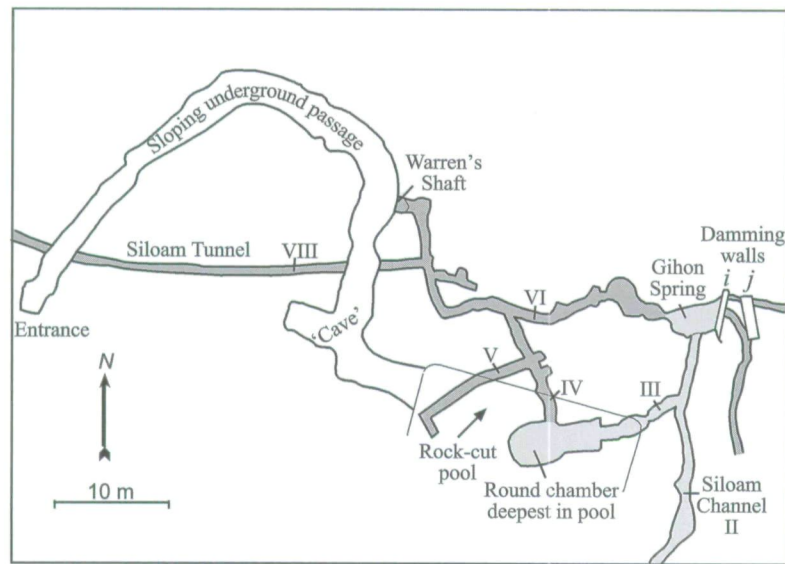 Sloping underground passage
Warren's
Shaft
Siloam Tunnel
VIII
Damming
walls
i
j
Gihon
Spring
VI
Entrance
'Cave'
V
IV
III
N
Rock-cut
pool
10 m
Round chamber
deepest in pool
Siloam
Channel
II